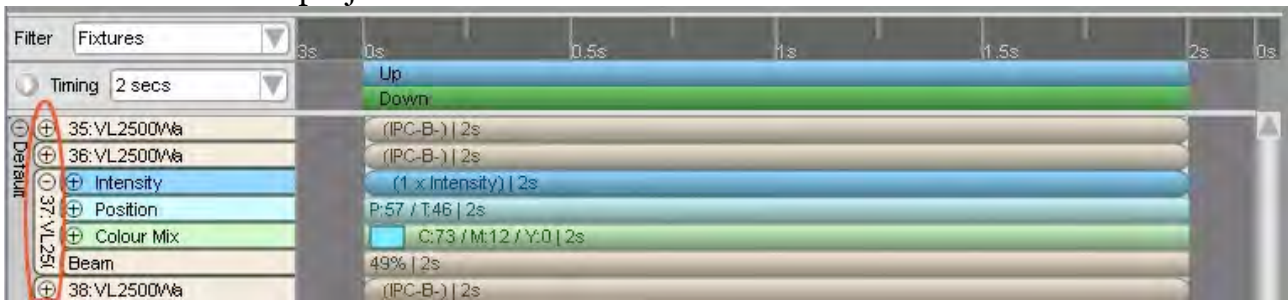 Filter Fixtures
3s 0s 0.5s 1s 1.5s 2s 0s
Timing 2 secs
Up
Down
Default
35:VL2500Wa (IPC-B-) | 2s
36:VL2500Wa (IPC-B-) | 2s
37:VL250
Intensity (1 x Intensity) | 2s
Position P:57 / T:46 | 2s
Colour Mix C:73 / M:12 / Y:0 | 2s
Beam 49% | 2s
38:VL2500Wa (IPC-B-) | 2s